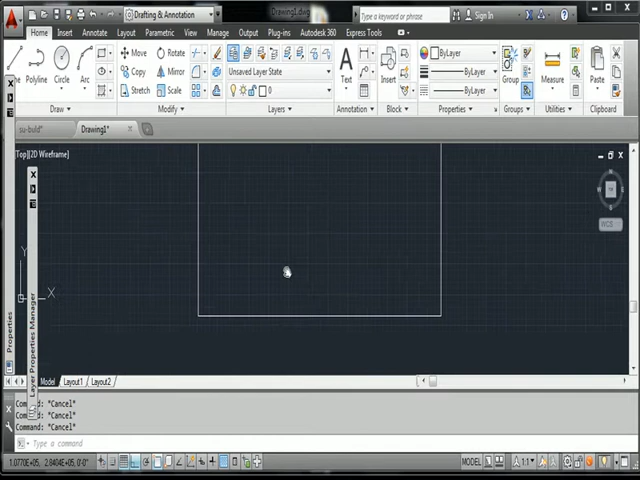 Drafting & Annotation
Drawing1.dwg
Type a keyword or phrase
Sign In
Home Insert Annotate Layout Parametric View Manage Output Plug-ins Autodesk 360 Express Tools
Line Polyline Circle Arc
Move Rotate
Copy Mirror
Stretch Scale
Unsaved Layer State
0
Text
Insert
ByLayer
ByLayer
ByLayer
Group
Measure
Paste
Draw Modify Layers Annotation Block Properties Groups Utilities Clipboard
su-buld* Drawing1*
[Top][2D Wireframe]
N
W E
S
WCS
Y
X
Properties
Layer Properties Manager
Model Layout1 Layout2
Command: *Cancel*
Command: *Cancel*
Command: *Cancel*
Type a command
MODEL
1:1